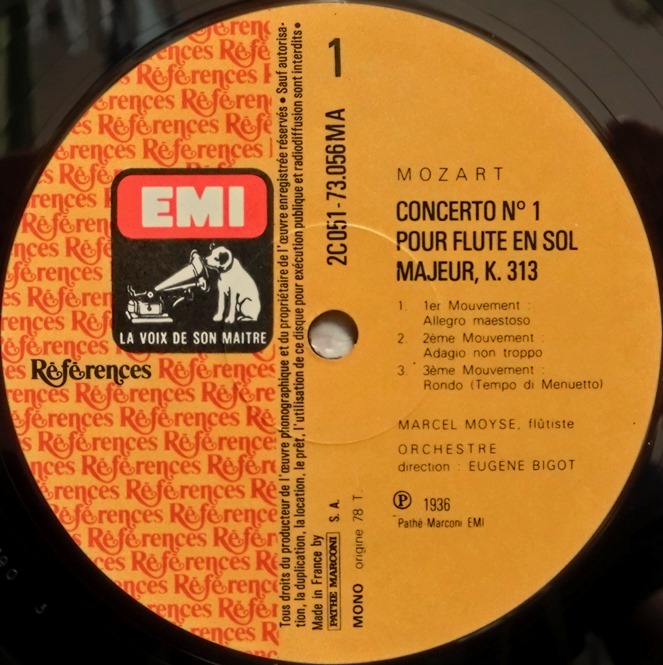 Références
EMI
LA VOIX DE SON MAITRE
Références
Tous droits du producteur de l'œuvre phonographique et du propriétaire de l'œuvre enregistrée réservés • Sauf autorisa-
tion, la duplication, la location, le prêt, l'utilisation de ce disque pour exécution publique et radiodiffusion sont interdits •
Made in France by
PATHE MARCONI S. A.
MONO origine 78 T
2C051-73.056 MA
1
MOZART
CONCERTO N° 1
POUR FLUTE EN SOL
MAJEUR, K. 313
1. 1er Mouvement :
Allegro maestoso
2. 2ème Mouvement :
Adagio non troppo
3. 3ème Mouvement :
Rondo (Tempo di Menuetto)
MARCEL MOYSE, flûtiste
ORCHESTRE
direction : EUGENE BIGOT
℗ 1936
Pathé Marconi EMI